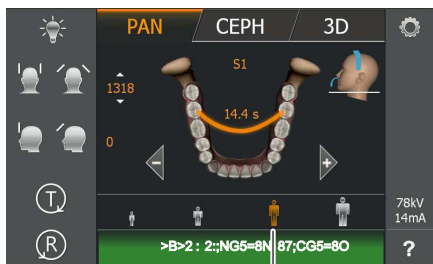 PAN CEPH 3D
S1
1318
14.4 s
0
78kV
14mA
T
R
>B>2 : 2:;NG5=8N 87;CG5=8O
?